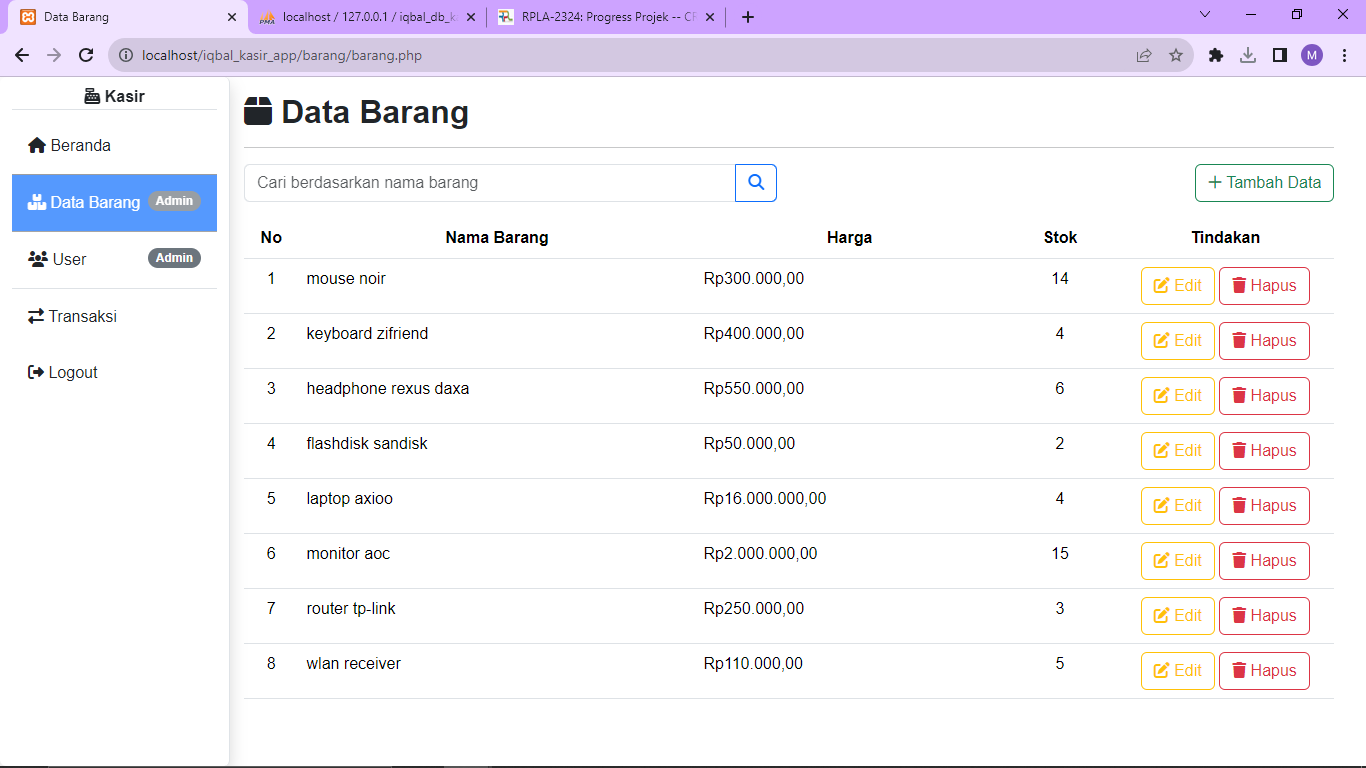 Data Barang
localhost / 127.0.0.1 / iqbal_db_k
RPLA-2324: Progress Projek -- CF
localhost/iqbal_kasir_app/barang/barang.php
M
Kasir
Beranda
Data Barang Admin
User Admin
Transaksi
Logout
Data Barang
Cari berdasarkan nama barang
Tambah Data
No Nama Barang Harga Stok Tindakan
1 mouse noir Rp300.000,00 14 Edit Hapus
2 keyboard zifriend Rp400.000,00 4 Edit Hapus
3 headphone rexus daxa Rp550.000,00 6 Edit Hapus
4 flashdisk sandisk Rp50.000,00 2 Edit Hapus
5 laptop axioo Rp16.000.000,00 4 Edit Hapus
6 monitor aoc Rp2.000.000,00 15 Edit Hapus
7 router tp-link Rp250.000,00 3 Edit Hapus
8 wlan receiver Rp110.000,00 5 Edit Hapus